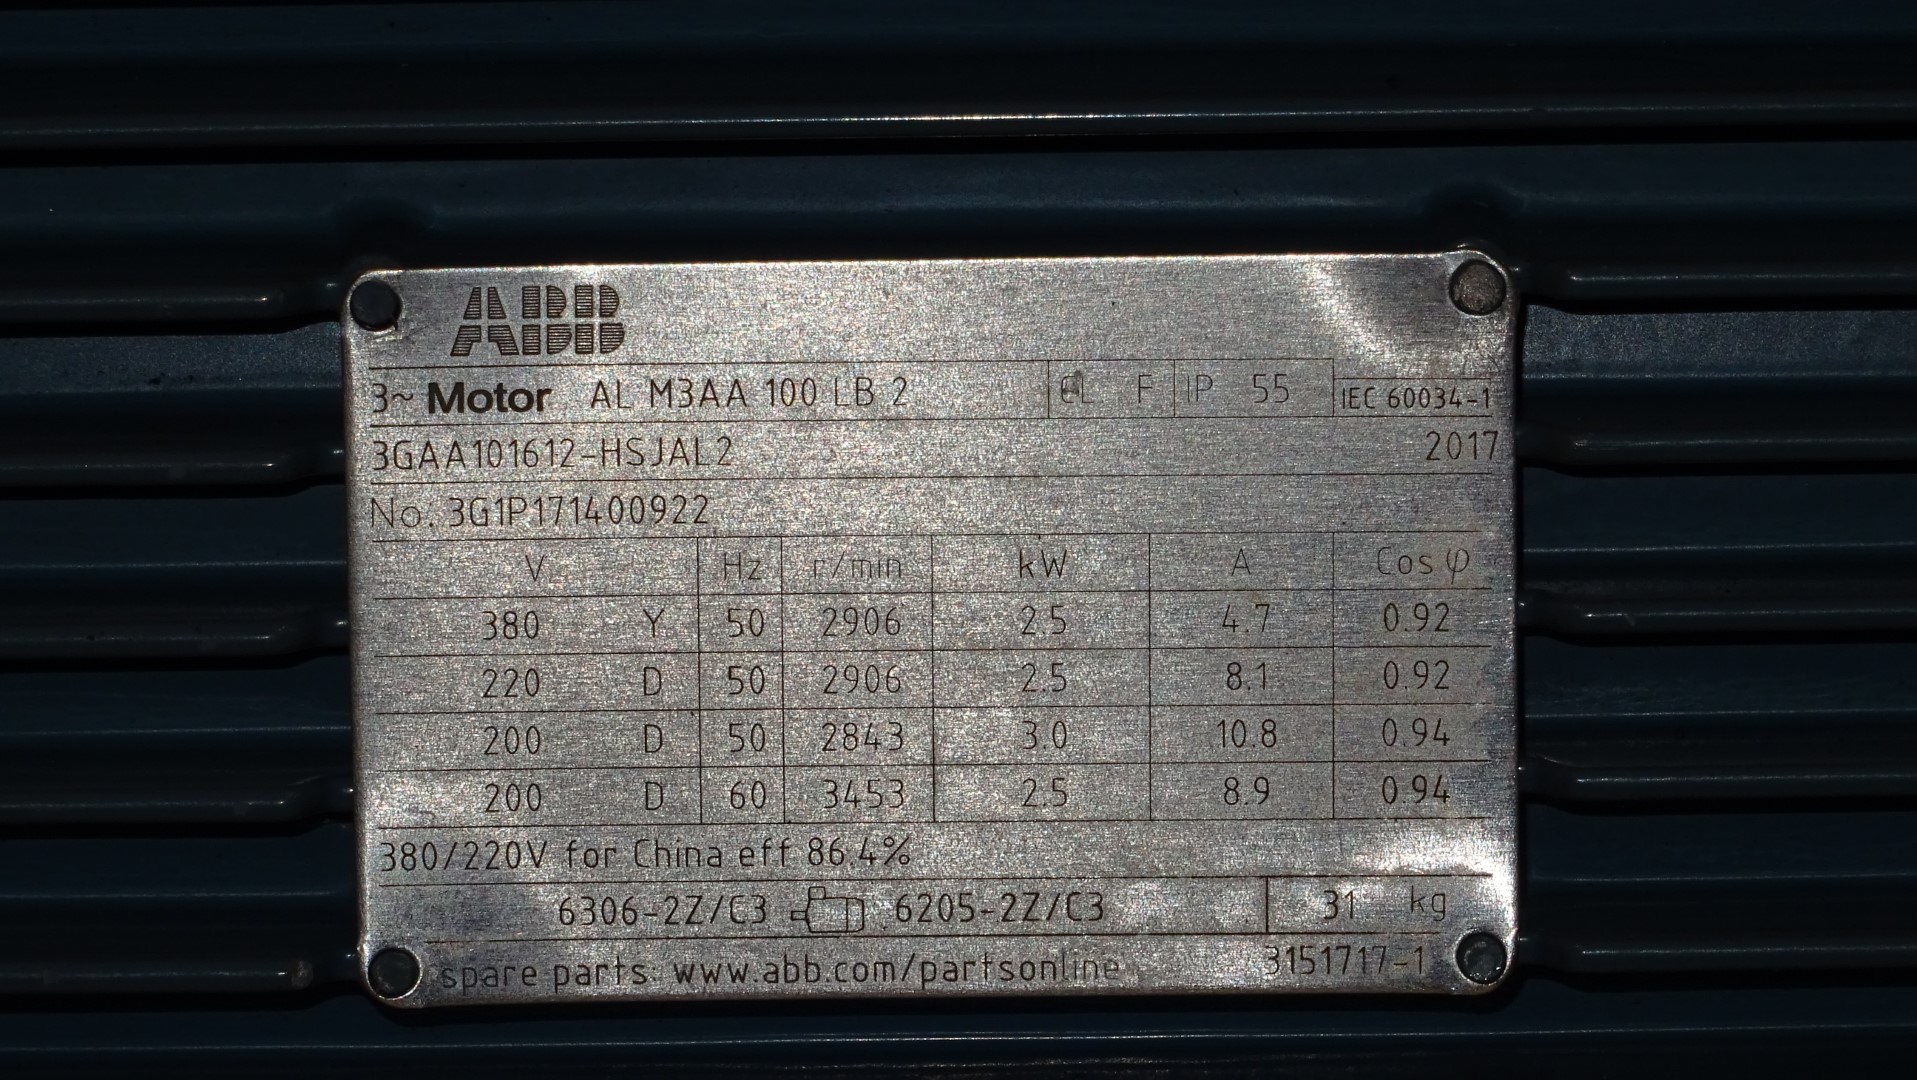 ABB
3~ Motor AL M3AA 100 LB 2 CL F IP 55 IEC 60034-1
3GAA101612-HSJAL2 2017
No. 3G1P171400922
V Hz r/min kW A Cos φ
380 Y 50 2906 2.5 4.7 0.92
220 D 50 2906 2.5 8.1 0.92
200 D 50 2843 3.0 10.8 0.94
200 D 60 3453 2.5 8.9 0.94
380/220V for China eff 86.4%
6306-2Z/C3 6205-2Z/C3 31 kg
spare parts: www.abb.com/partsonline 3151717-1